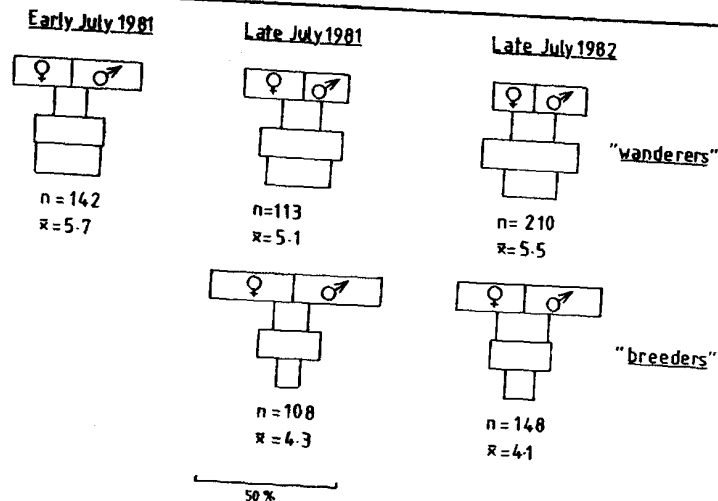 Early July 1981
Late July 1981
Late July 1982
♀ ♂
♀ ♂
♀ ♂
"wanderers"
n = 142
x̄ = 5·7
n=113
x̄ = 5·1
n = 210
x̄ = 5·5
♀ ♂
♀ ♂
"breeders"
n = 108
x̄ = 4·3
n = 148
x̄ = 4·1
50 %